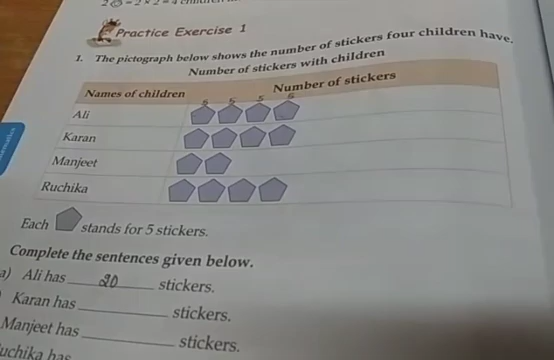 Practice Exercise 1
1. The pictograph below shows the number of stickers four children have.
Number of stickers with children
Names of children Number of stickers
5 5 5 5
Ali
Karan
Manjeet
Ruchika
Each stands for 5 stickers.
Complete the sentences given below.
a) Ali has 20 stickers.
Karan has stickers.
Manjeet has stickers.
uchika has